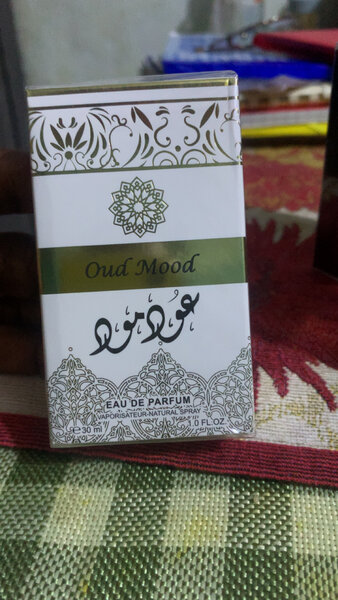 Oud Mood
عود مود
EAU DE PARFUM
VAPORISATEUR-NATURAL SPRAY
℮ 30 ml 1.0 FL.OZ.